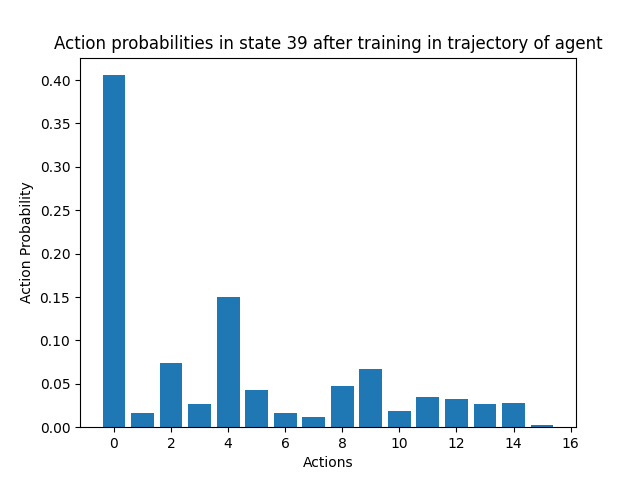 Action probabilities in state 39 after training in trajectory of agent
0.40
0.35
0.30
0.25
0.20
0.15
0.10
0.05
0.00
Action Probability
0 2 4 6 8 10 12 14 16
Actions